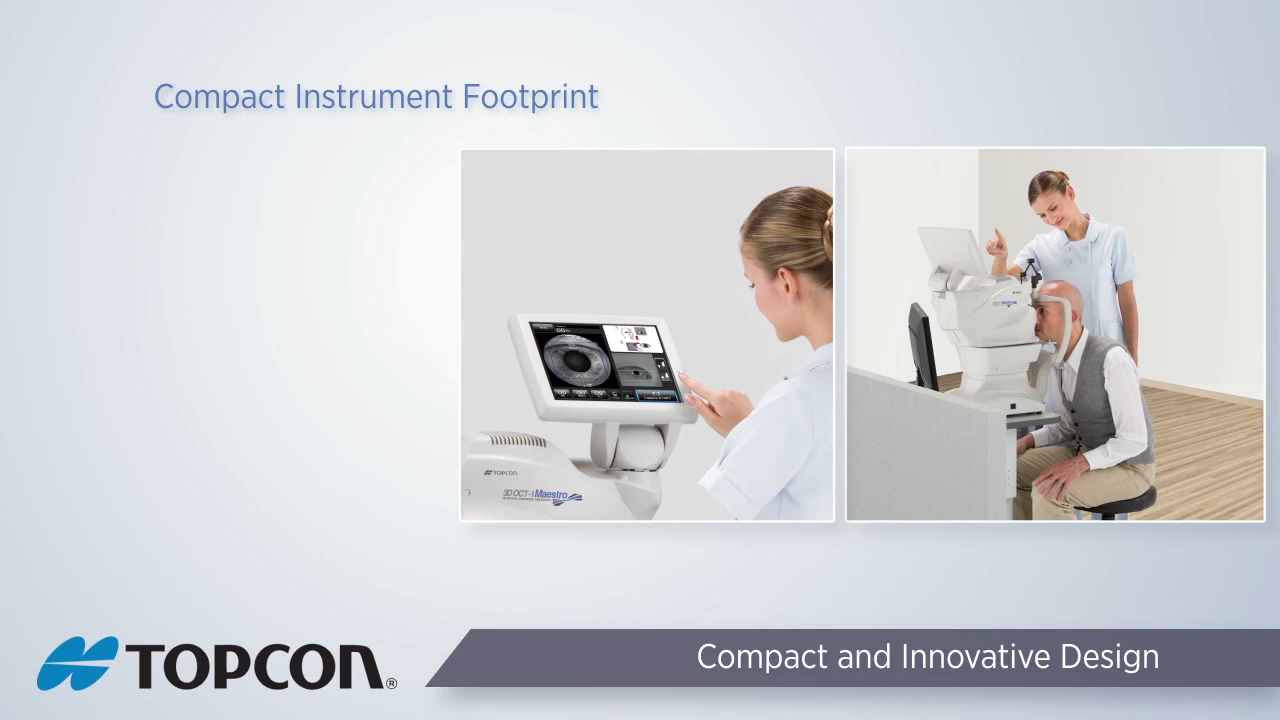 Compact Instrument Footprint
TOPCON
3D OCT-1 Maestro
TOPCON®
Compact and Innovative Design